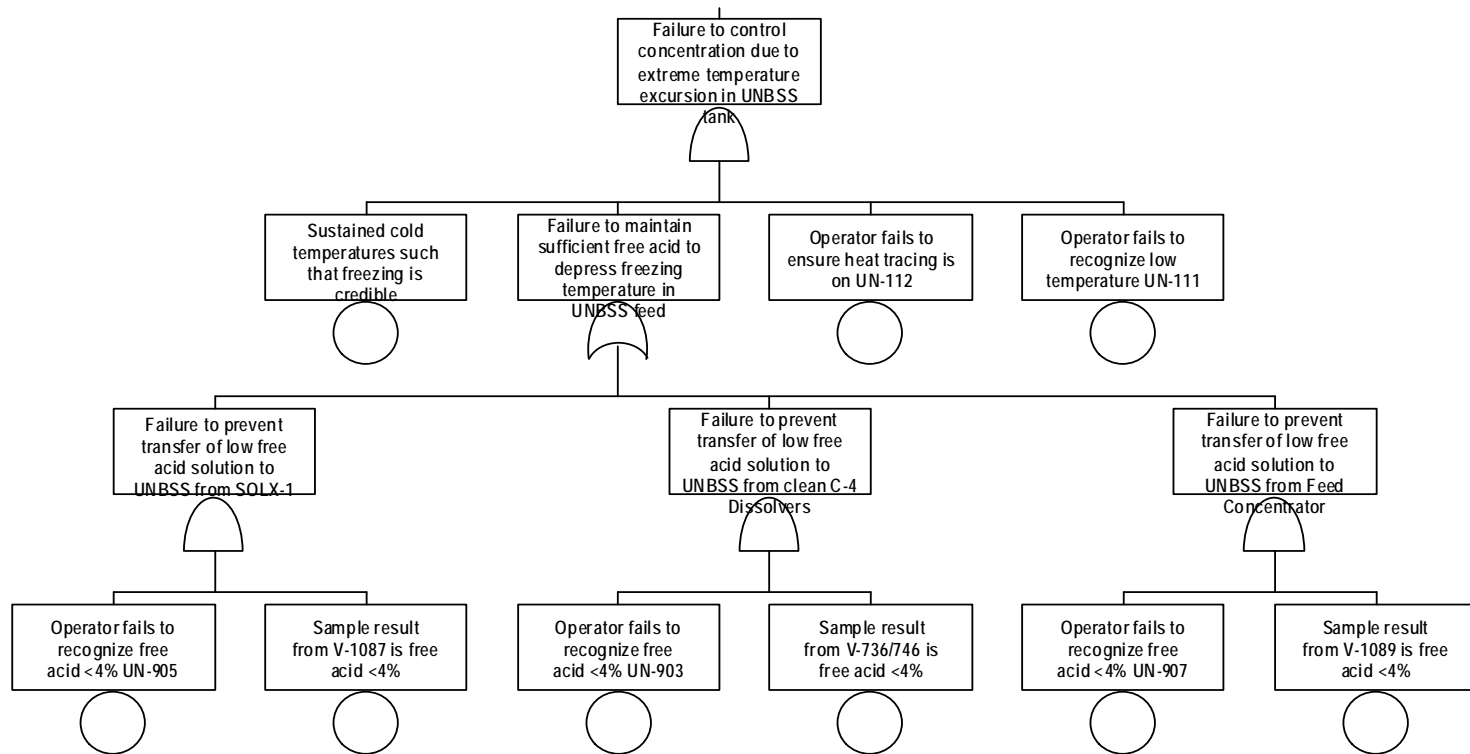 Failure to control
concentration due to
extreme temperature
excursion in UNBSS
tank
Sustained cold
temperatures such
that freezing is
credible
Failure to maintain
sufficient free acid to
depress freezing
temperature in
UNBSS feed
Operator fails to
ensure heat tracing is
on UN-112
Operator fails to
recognize low
temperature UN-111
Failure to prevent
transfer of low free
acid solution to
UNBSS from SOLX-1
Failure to prevent
transfer of low free
acid solution to
UNBSS from clean C-4
Dissolvers
Failure to prevent
transfer of low free
acid solution to
UNBSS from Feed
Concentrator
Operator fails to
recognize free
acid <4% UN-905
Sample result
from V-1087 is free
acid <4%
Operator fails to
recognize free
acid <4% UN-903
Sample result
from V-736/746 is
free acid <4%
Operator fails to
recognize free
acid <4% UN-907
Sample result
from V-1089 is free
acid <4%